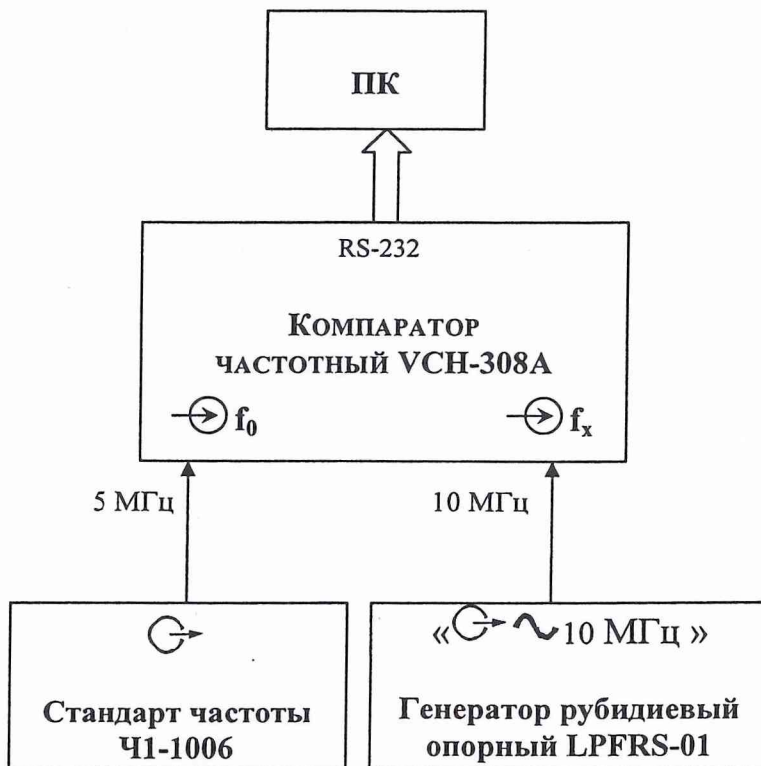 ПК
RS-232
КОМПАРАТОР
ЧАСТОТНЫЙ VCH-308A
f₀
fₓ
5 МГц
10 МГц
« 10 МГц »
Стандарт частоты
Ч1-1006
Генератор рубидиевый
опорный LPFRS-01